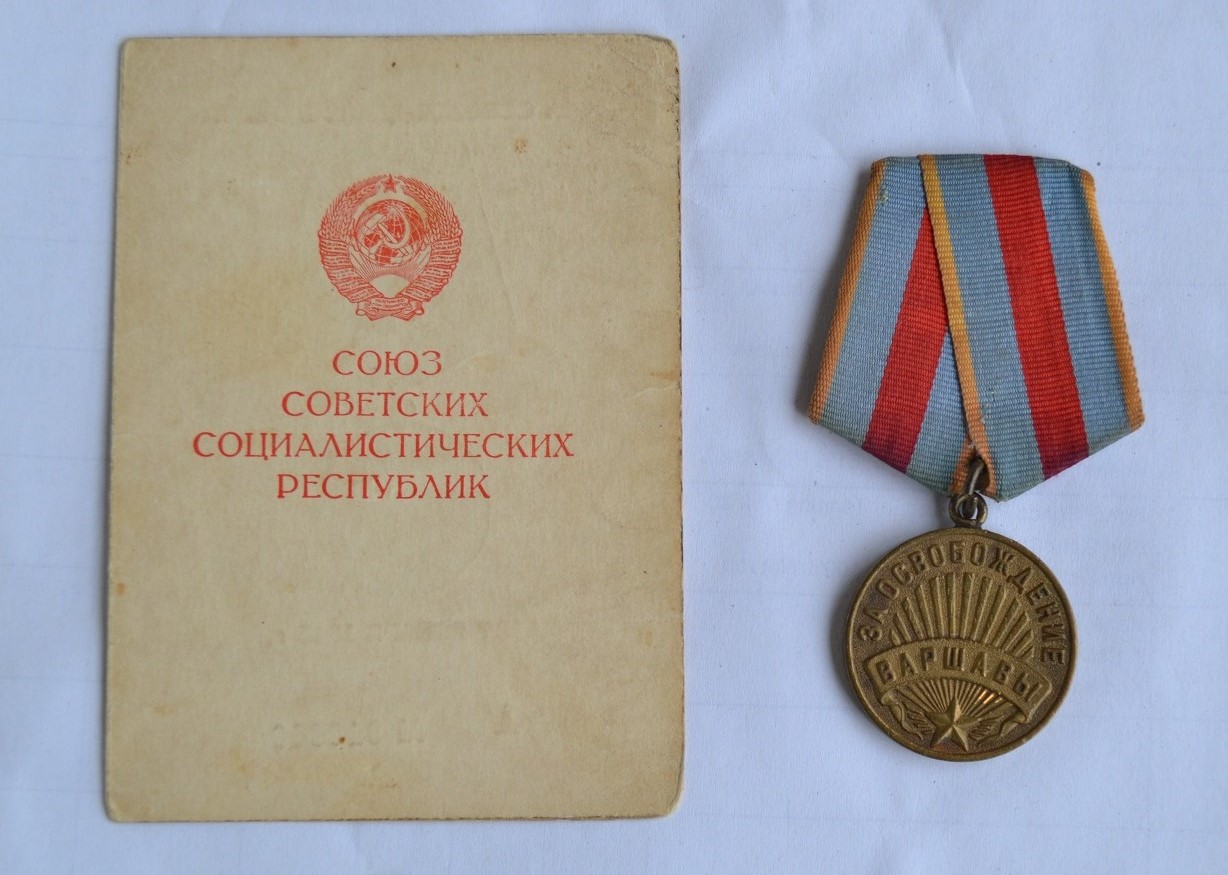 СОЮЗ
СОВЕТСКИХ
СОЦИАЛИСТИЧЕСКИХ
РЕСПУБЛИК
ЗА ОСВОБОЖДЕНИЕ
ВАРШАВЫ